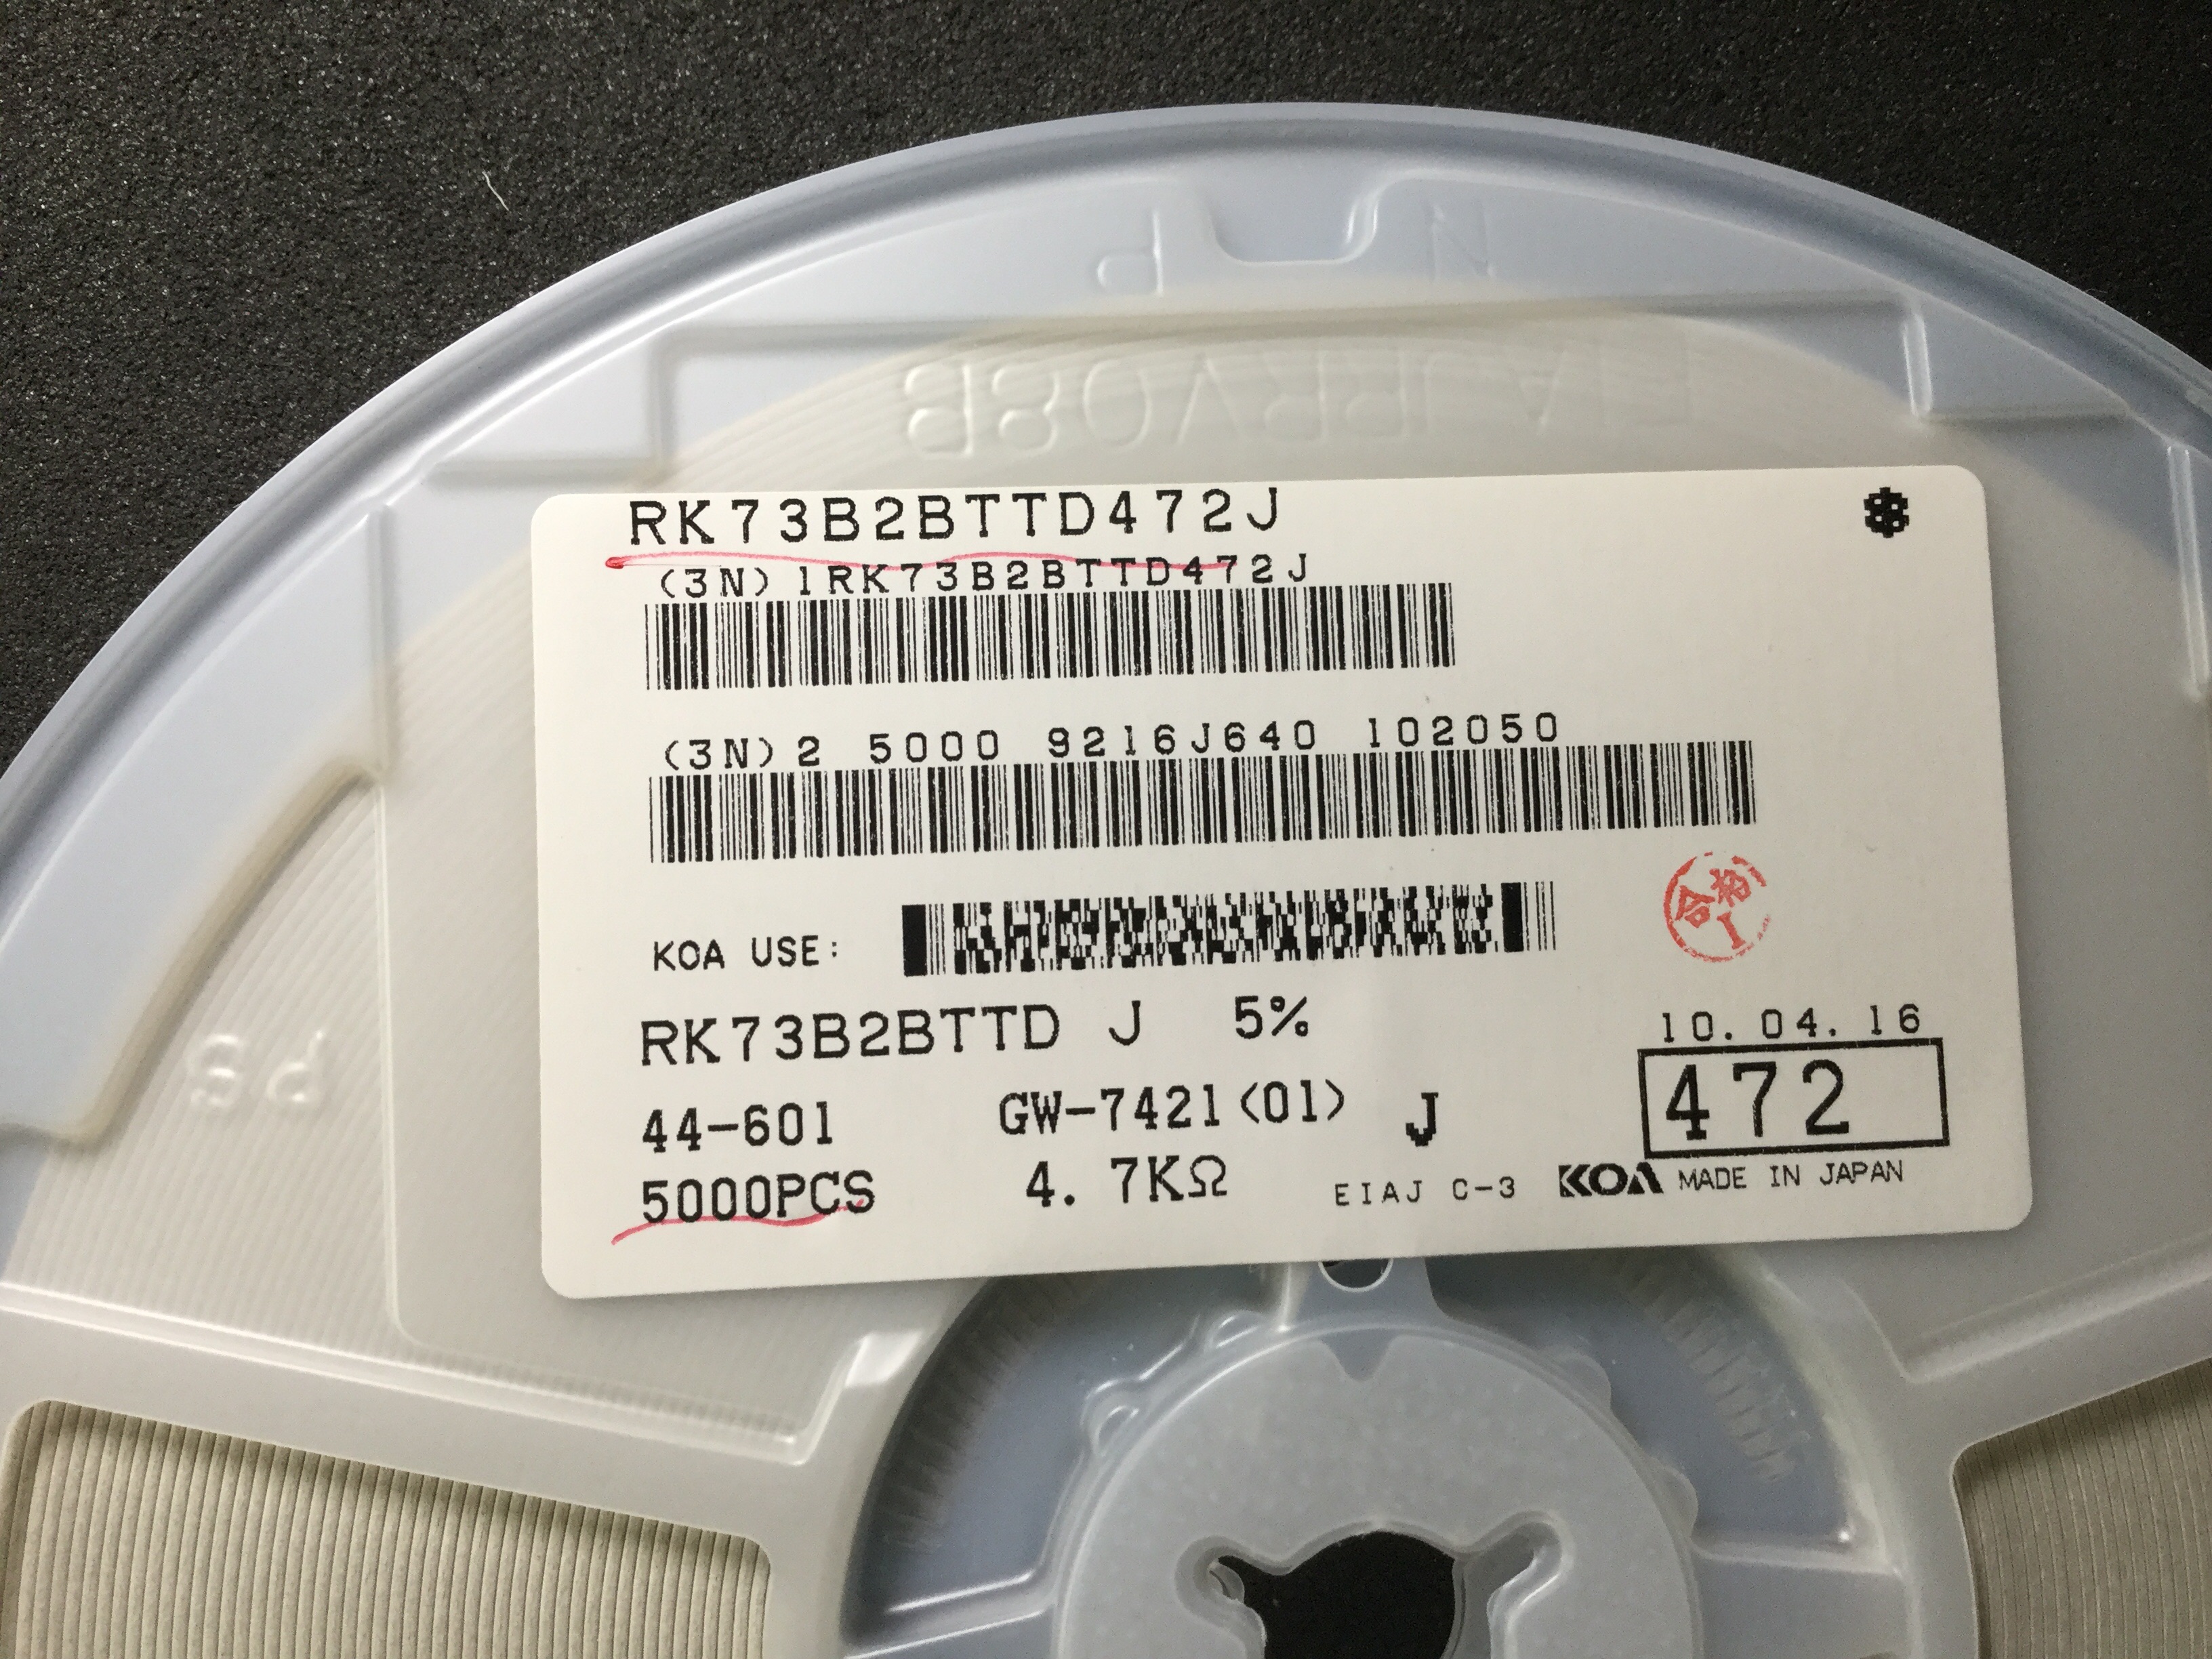 N
P
EIAJRRV08B
RK73B2BTTD472J
(3N)1RK73B2BTTD472J
(3N)2 5000 9216J640 102050
合格
I
KOA USE:
RK73B2BTTD J 5%
10.04.16
44-601 GW-7421(01) J 472
5000PCS 4.7KΩ EIAJ C-3 KOA MADE IN JAPAN
PS